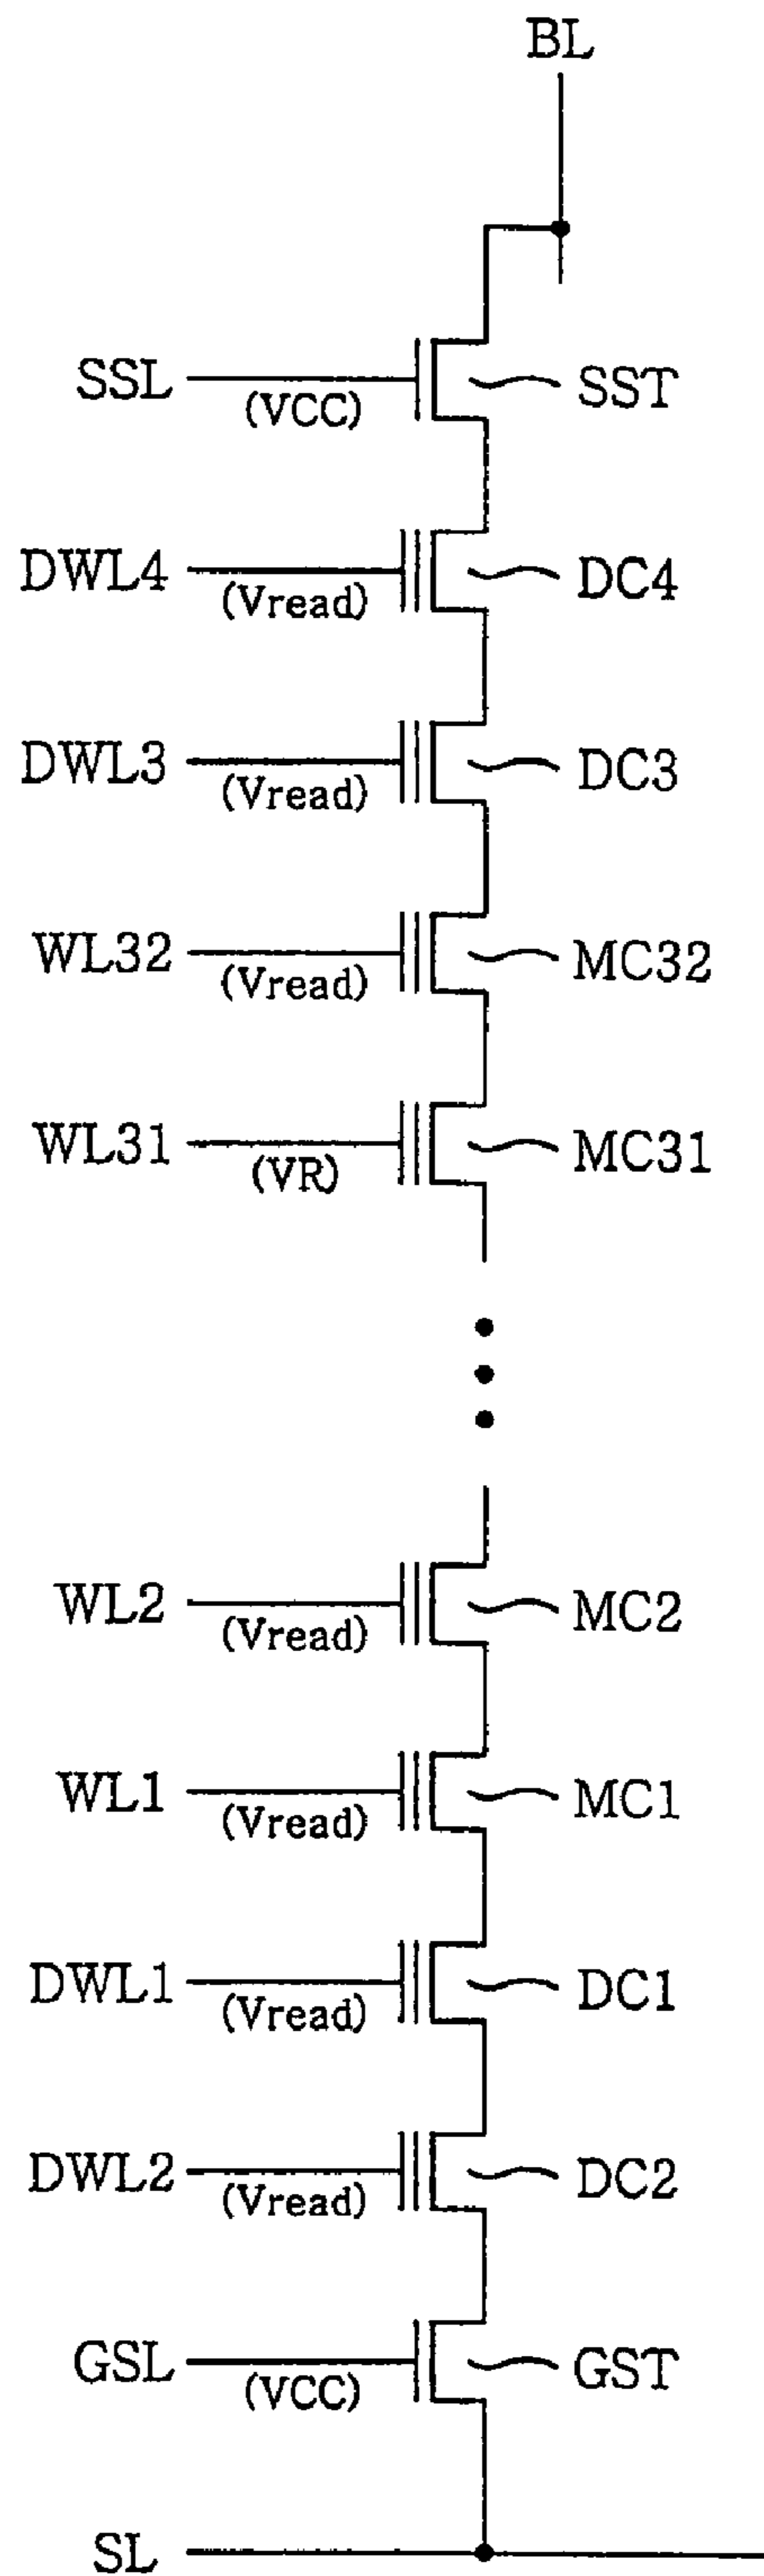 BL
SSL (VCC) SST
DWL4 (Vread) DC4
DWL3 (Vread) DC3
WL32 (Vread) MC32
WL31 (VR) MC31
WL2 (Vread) MC2
WL1 (Vread) MC1
DWL1 (Vread) DC1
DWL2 (Vread) DC2
GSL (VCC) GST
SL